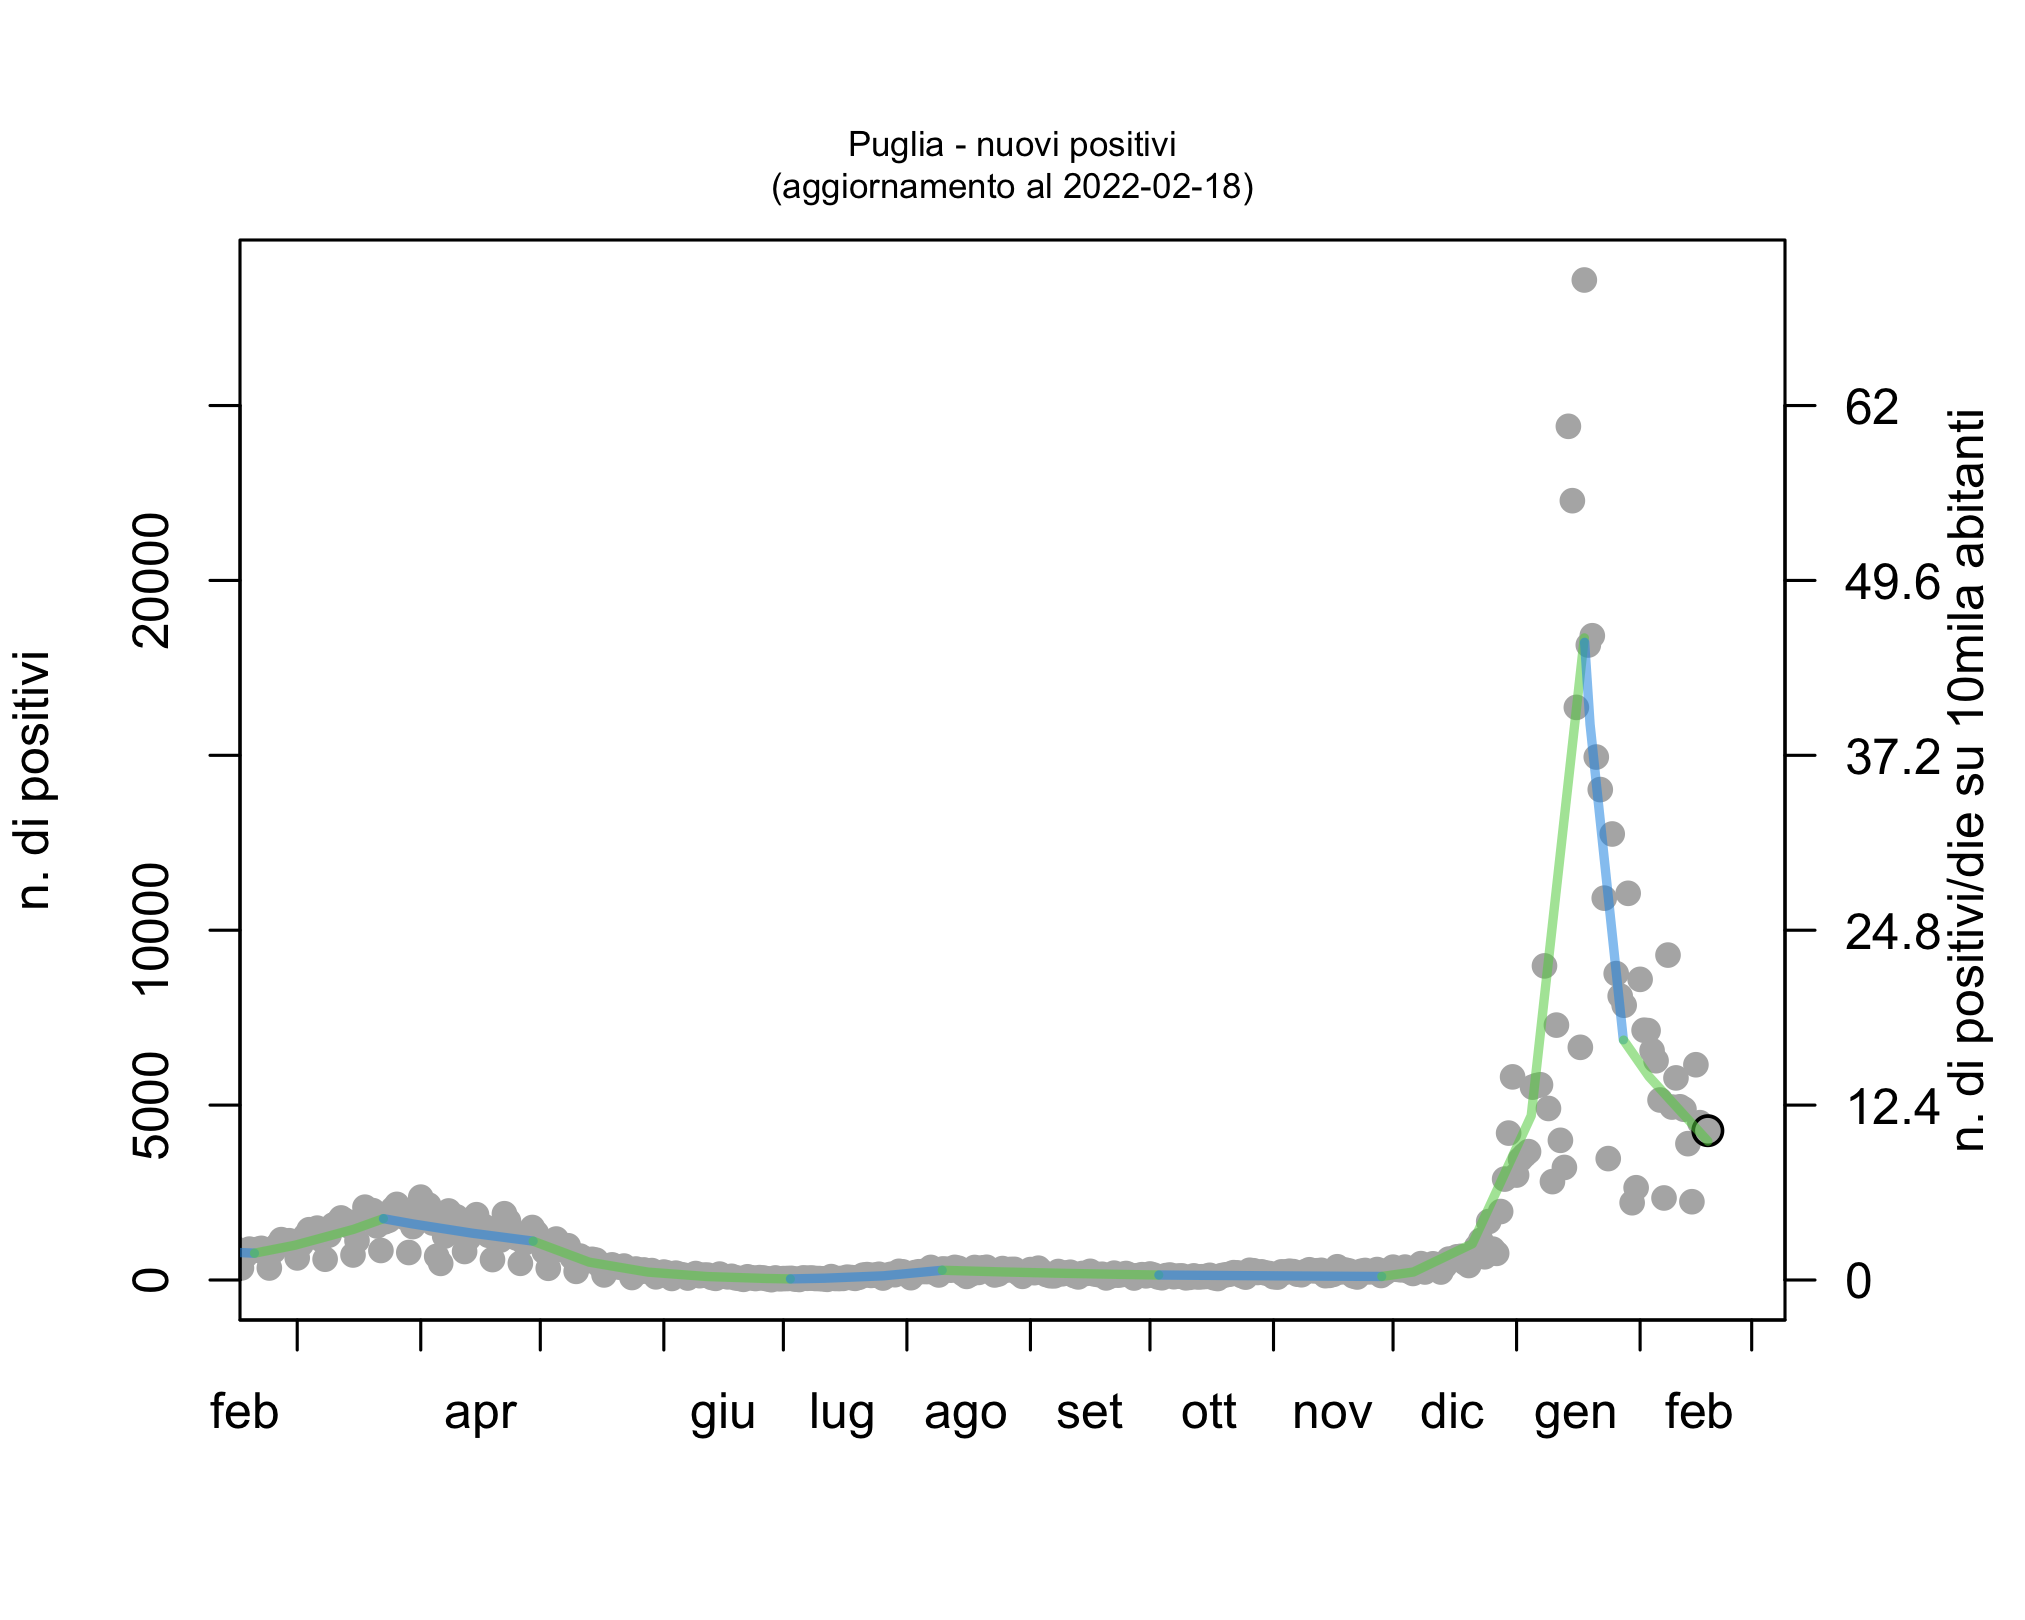 Puglia - nuovi positivi
(aggiornamento al 2022-02-18)
n. di positivi
20000
10000
5000
0
62
49.6
37.2
24.8
12.4
0
n. di positivi/die su 10mila abitanti
feb apr giu lug ago set ott nov dic gen feb